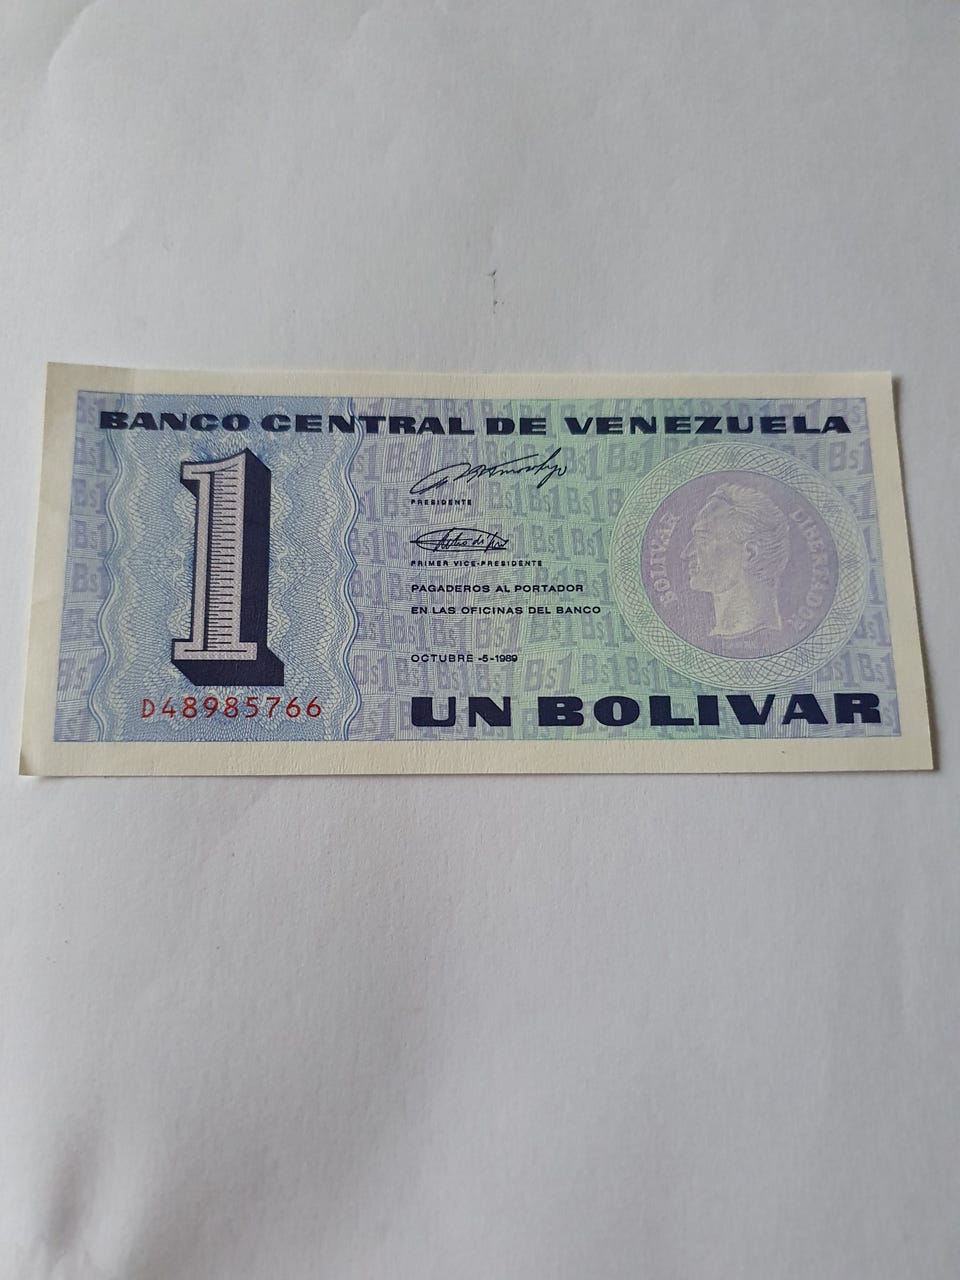 BANCO CENTRAL DE VENEZUELA
1
PRESIDENTE
PRIMER VICE-PRESIDENTE
PAGADEROS AL PORTADOR
EN LAS OFICINAS DEL BANCO
OCTUBRE -5-1989
D48985766
UN BOLIVAR
BOLIVAR
LIBERTADOR
Bs1